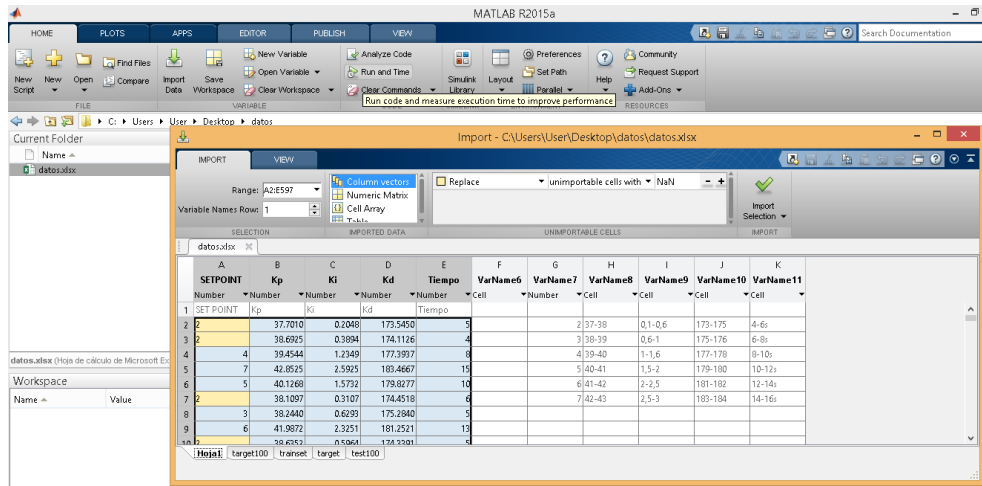 MATLAB R2015a
HOME PLOTS APPS EDITOR PUBLISH VIEW Search Documentation
New Script New Open Find Files Compare Import Data Save Workspace New Variable Open Variable Clear Workspace Analyze Code Run and Time Clear Commands Simulink Library Layout Preferences Set Path Parallel Help Community Request Support Add-Ons
Run code and measure execution time to improve performance
FILE VARIABLE RESOURCES
C: Users User Desktop datos
Current Folder
Name
datos.xlsx
datos.xlsx (Hoja de cálculo de Microsoft Ex
Workspace
Name Value
Import - C:\Users\User\Desktop\datos\datos.xlsx
IMPORT VIEW
Range: A2:E597
Variable Names Row: 1
Column vectors
Numeric Matrix
Cell Array
Table
Replace unimportable cells with NaN
Import Selection
SELECTION IMPORTED DATA UNIMPORTABLE CELLS IMPORT
datos.xlsx
A B C D E F G H I J K
SETPOINT Kp Ki Kd Tiempo VarName6 VarName7 VarName8 VarName9 VarName10 VarName11
Number Number Number Number Number Cell Number Cell Cell Cell Cell
1 SET POINT Kp Ki Kd Tiempo
2 2 37.7010 0.2048 173.5450 5 2 37-38 0,1-0,6 173-175 4-6s
3 2 38.6925 0.3894 174.1126 4 3 38-39 0,6-1 175-176 6-8s
4 4 39.4544 1.2349 177.3937 8 4 39-40 1-1,6 177-178 8-10s
5 7 42.8525 2.5925 183.4667 15 5 40-41 1,5-2 179-180 10-12s
6 5 40.1268 1.5732 179.8277 10 6 41-42 2-2,5 181-182 12-14s
7 2 38.1097 0.3107 174.4518 6 7 42-43 2,5-3 183-184 14-16s
8 3 38.2440 0.6293 175.2840 5
9 6 41.9872 2.3251 181.2521 13
10 2 38.6352 0.5964 174.3391 5
Hoja1 target100 trainset target test100